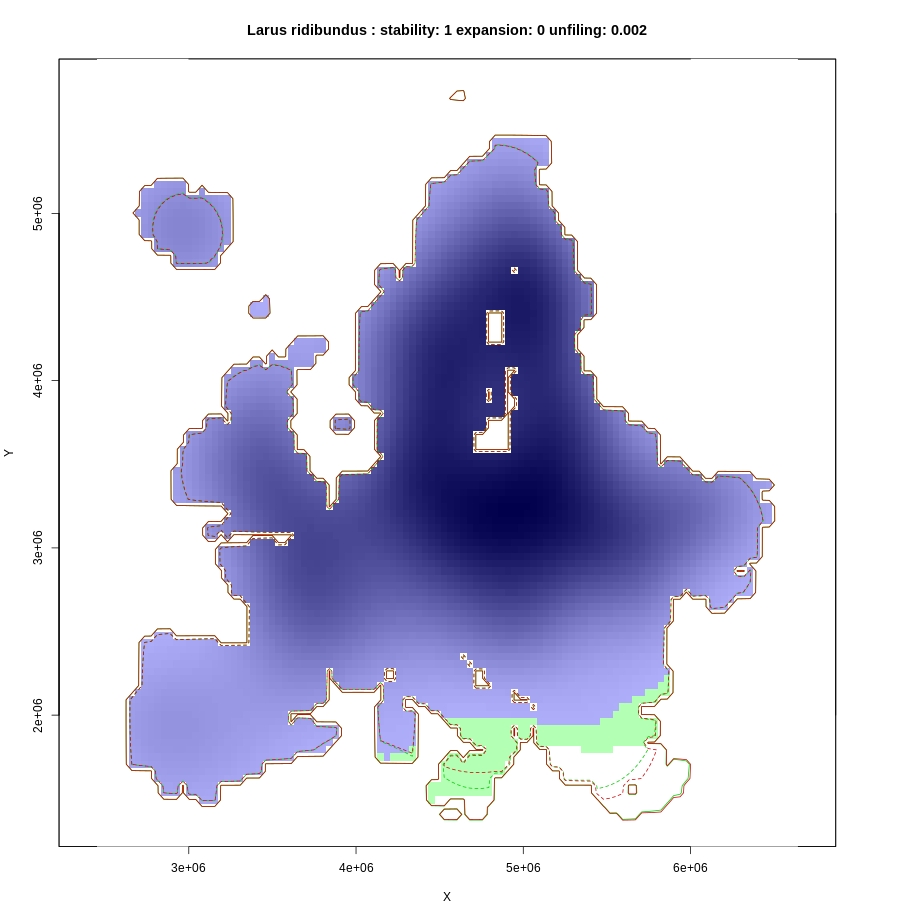 Larus ridibundus : stability: 1 expansion: 0 unfiling: 0.002
5e+06
4e+06
Y
3e+06
2e+06
3e+06 4e+06 5e+06 6e+06
X